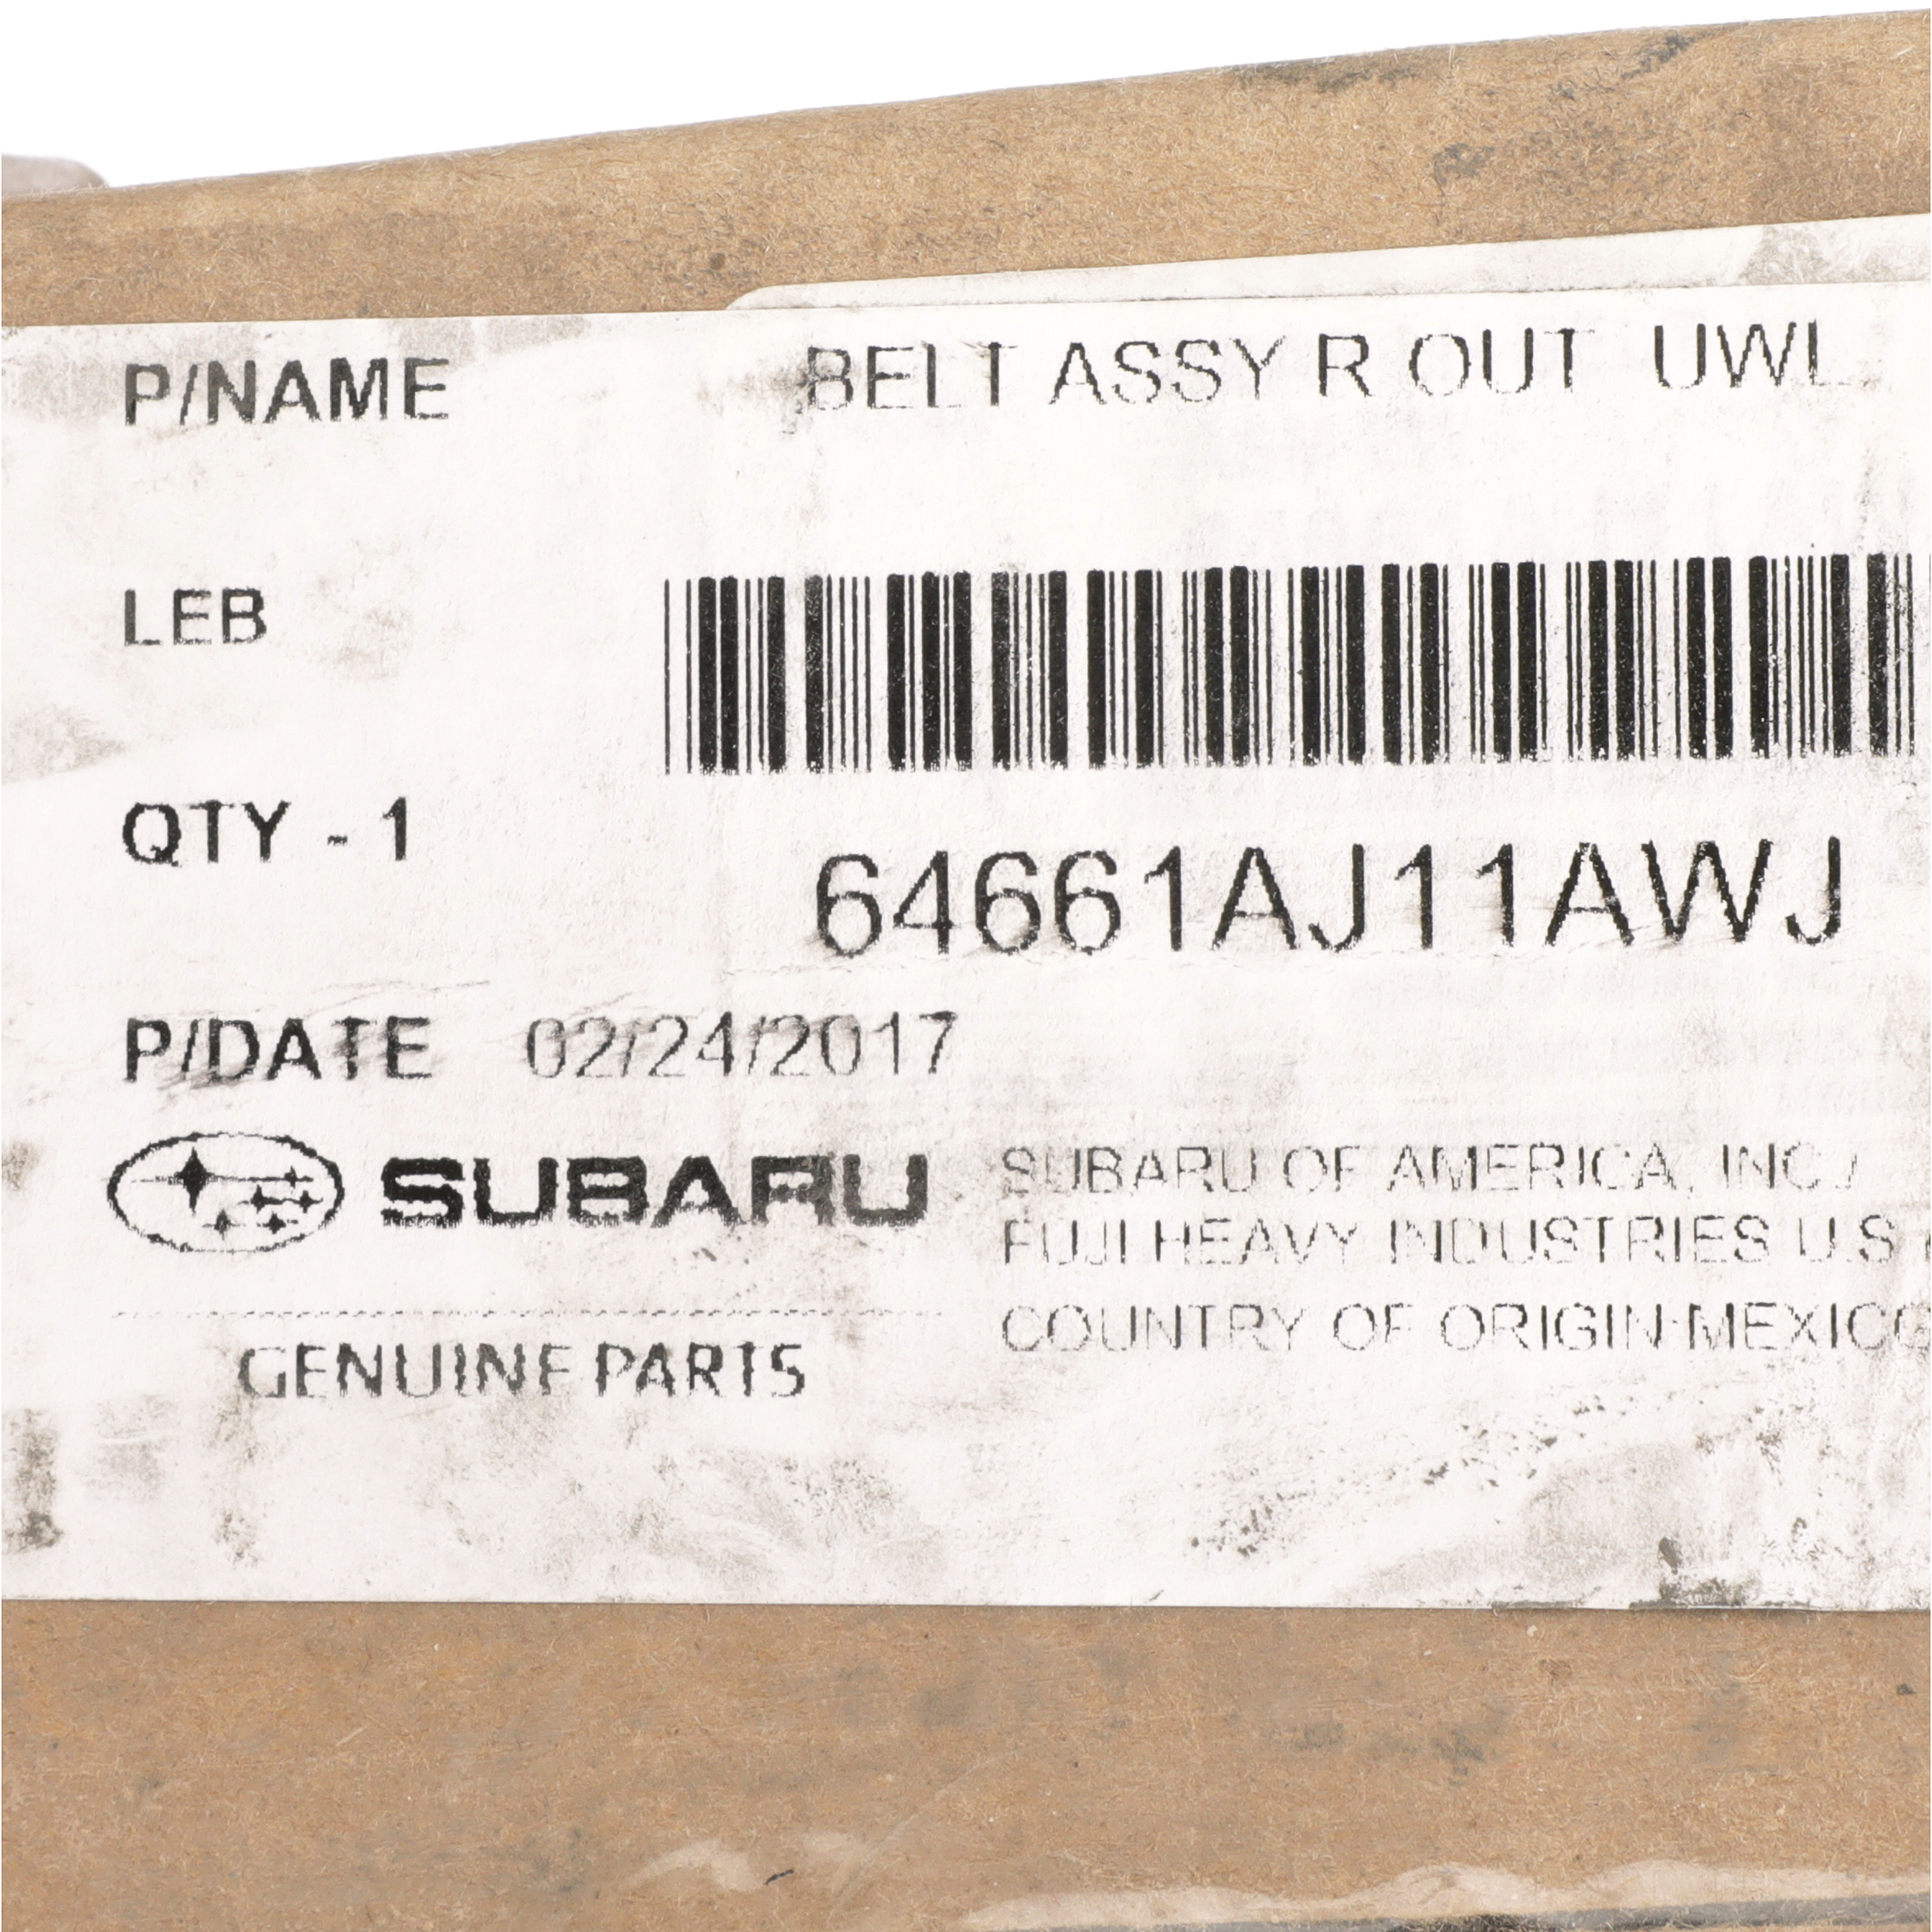 P/NAME BELT ASSY R OUT UWL
LEB
QTY - 1
64661AJ11AWJ
P/DATE 02/24/2017
SUBARU
GENUINE PARTS
SUBARU OF AMERICA, INC./
FUJI HEAVY INDUSTRIES U.S
COUNTRY OF ORIGIN:MEXICO